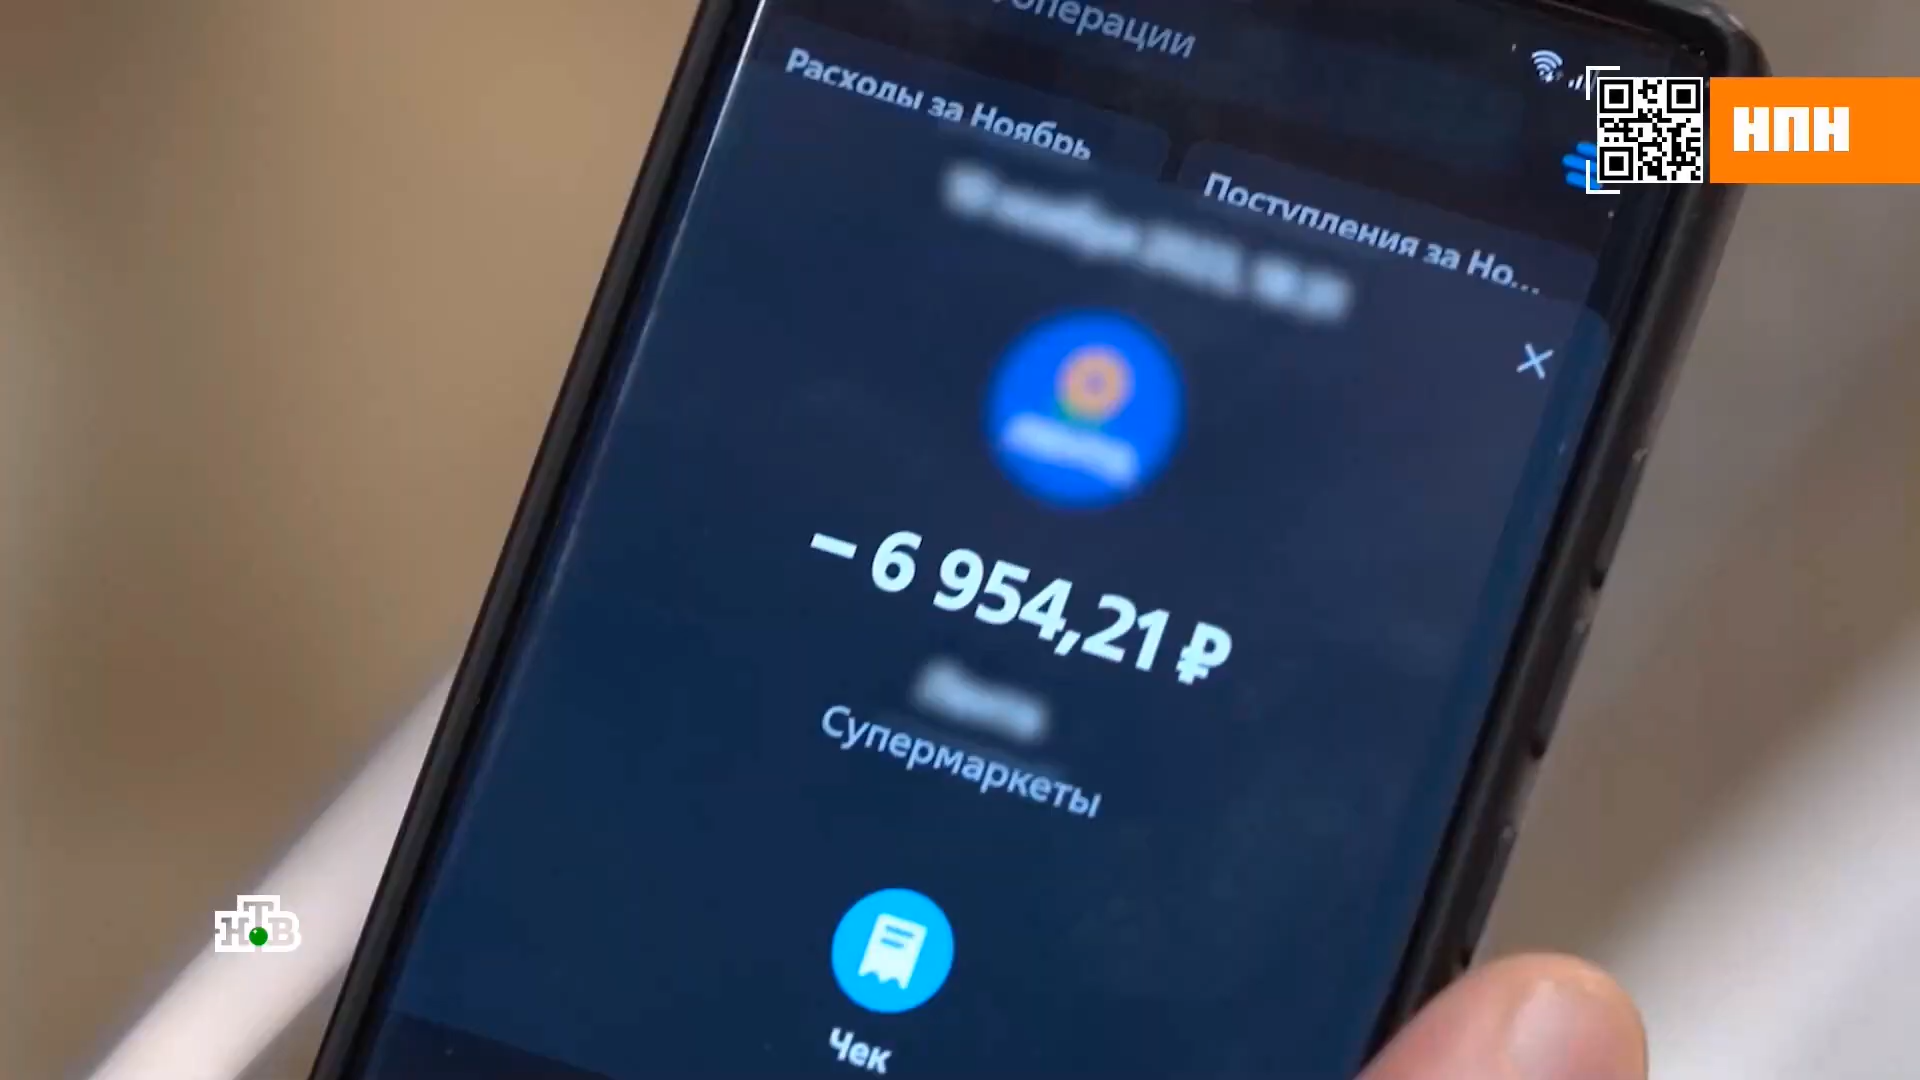 операции
Расходы за Ноябрь
Поступления за Но...
НПН
– 6 954,21 ₽
Супермаркеты
НТВ
Чек